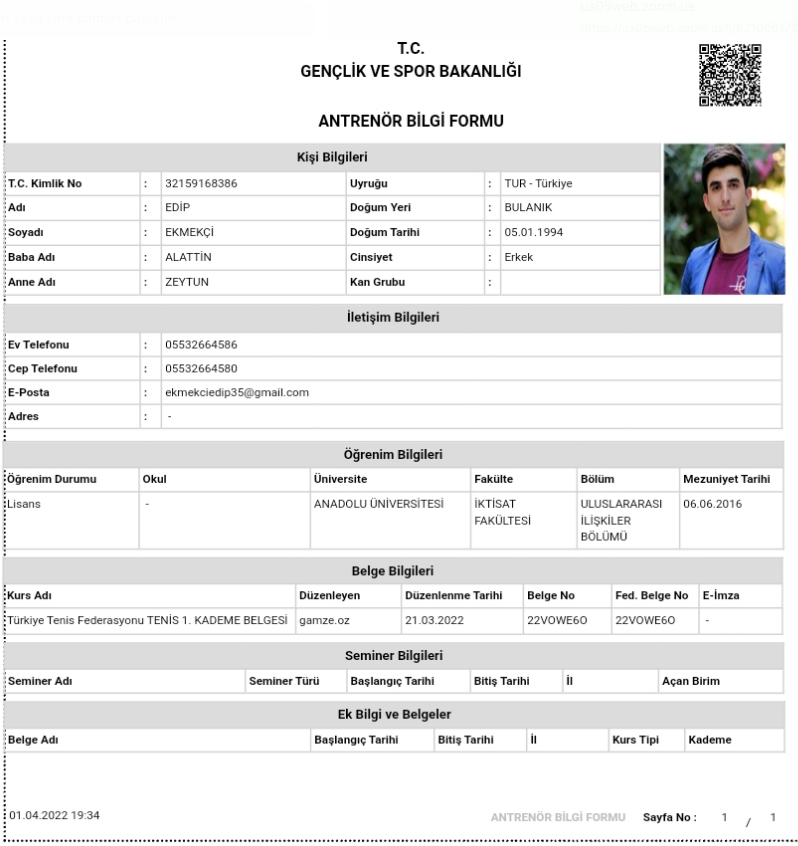 T.C.
GENÇLİK VE SPOR BAKANLIĞI
ANTRENÖR BİLGİ FORMU
Kişi Bilgileri
T.C. Kimlik No : 32159168386 Uyruğu : TUR - Türkiye
Adı : EDİP Doğum Yeri : BULANIK
Soyadı : EKMEKÇİ Doğum Tarihi : 05.01.1994
Baba Adı : ALATTİN Cinsiyet : Erkek
Anne Adı : ZEYTUN Kan Grubu :
İletişim Bilgileri
Ev Telefonu : 05532664586
Cep Telefonu : 05532664580
E-Posta : ekmekciedip35@gmail.com
Adres : -
Öğrenim Bilgileri
Öğrenim Durumu Okul Üniversite Fakülte Bölüm Mezuniyet Tarihi
Lisans - ANADOLU ÜNİVERSİTESİ İKTİSAT ULUSLARARASI 06.06.2016
FAKÜLTESİ İLİŞKİLER
BÖLÜMÜ
Belge Bilgileri
Kurs Adı Düzenleyen Düzenlenme Tarihi Belge No Fed. Belge No E-İmza
Türkiye Tenis Federasyonu TENİS 1. KADEME BELGESİ gamze.oz 21.03.2022 22VOWE6O 22VOWE6O -
Seminer Bilgileri
Seminer Adı Seminer Türü Başlangıç Tarihi Bitiş Tarihi İl Açan Birim
Ek Bilgi ve Belgeler
Belge Adı Başlangıç Tarihi Bitiş Tarihi İl Kurs Tipi Kademe
01.04.2022 19:34 ANTRENÖR BİLGİ FORMU Sayfa No : 1 / 1